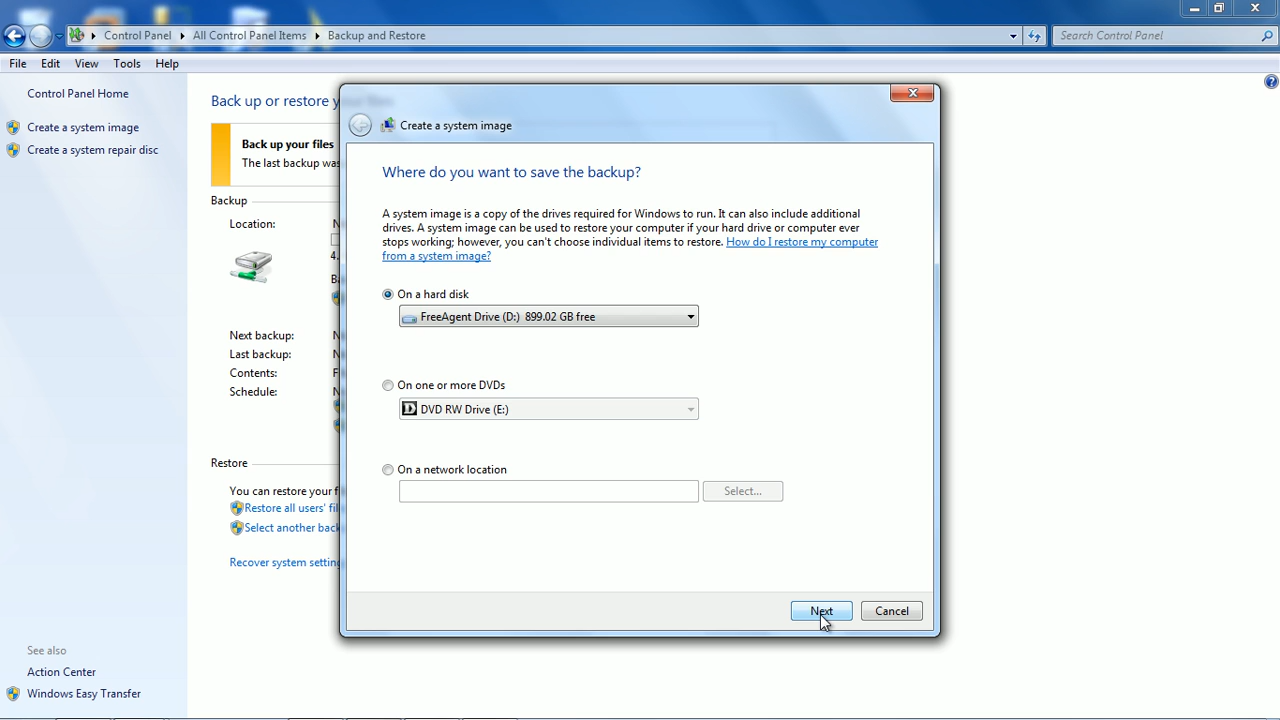 Control Panel
All Control Panel Items
Backup and Restore
Search Control Panel
File Edit View Tools Help
Control Panel Home
Create a system image
Create a system repair disc
Back up or restore
Back up your files
The last backup was
Backup
Location:
Next backup:
Last backup:
Contents:
Schedule:
Restore
You can restore your
Restore all users'
Select another
Recover system
See also
Action Center
Windows Easy Transfer
Create a system image
Where do you want to save the backup?
A system image is a copy of the drives required for Windows to run. It can also include additional
drives. A system image can be used to restore your computer if your hard drive or computer ever
stops working; however, you can't choose individual items to restore. How do I restore my computer
from a system image?
On a hard disk
FreeAgent Drive (D:) 899.02 GB free
On one or more DVDs
DVD RW Drive (E:)
On a network location
Select...
Next
Cancel